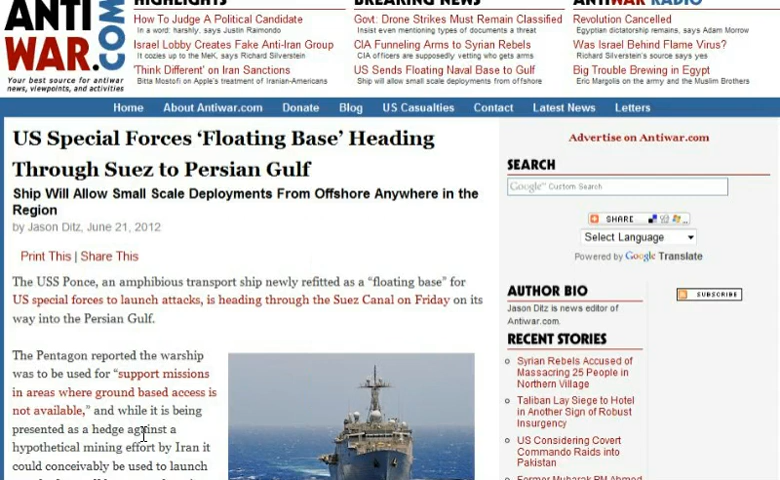 ANTI
WAR.COM
Your best source for antiwar
news, viewpoints, and activities
HIGHLIGHTS
How To Judge A Political Candidate
In a word: harshly, says Justin Raimondo
Israel Lobby Creates Fake Anti-Iran Group
It cozies up to the MeK, says Richard Silverstein
'Think Different' on Iran Sanctions
Bitta Mostofi on Apple's treatment of Iranian-Americans
BREAKING NEWS
Govt: Drone Strikes Must Remain Classified
Insist even mentioning types of documents a threat
CIA Funneling Arms to Syrian Rebels
CIA officers are supposedly vetting who gets arms
US Sends Floating Naval Base to Gulf
Ship will allow small scale deployments from offshore
ANTIWAR RADIO
Revolution Cancelled
Egyptian dictatorship remains, says Adam Morrow
Was Israel Behind Flame Virus?
Richard Silverstein's source says yes
Big Trouble Brewing in Egypt
Eric Margolis on the army and the Muslim Brothers
Home About Antiwar.com Donate Blog US Casualties Contact Latest News Letters
US Special Forces ‘Floating Base’ Heading
Through Suez to Persian Gulf
Ship Will Allow Small Scale Deployments From Offshore Anywhere in the
Region
by Jason Ditz, June 21, 2012
Print This | Share This
The USS Ponce, an amphibious transport ship newly refitted as a “floating base” for
US special forces to launch attacks, is heading through the Suez Canal on Friday on its
way into the Persian Gulf.
The Pentagon reported the warship
was to be used for “support missions
in areas where ground based access is
not available,” and while it is being
presented as a hedge against a
hypothetical mining effort by Iran it
could conceivably be used to launch
Advertise on Antiwar.com
SEARCH
Google™ Custom Search
SHARE
Select Language
Powered by Google Translate
AUTHOR BIO
Jason Ditz is news editor of
Antiwar.com.
SUBSCRIBE
RECENT STORIES
Syrian Rebels Accused of
Massacring 25 People in
Northern Village
Taliban Lay Siege to Hotel
in Another Sign of Robust
Insurgency
US Considering Covert
Commando Raids into
Pakistan
Former Mubarak PM Ahmed